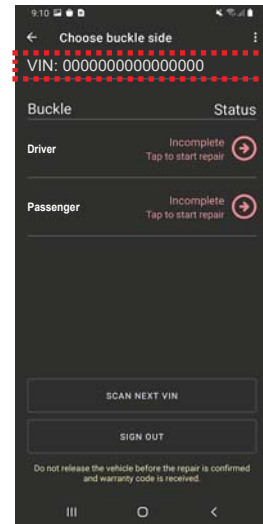 9:10
Choose buckle side
VIN: 0000000000000000
Buckle Status
Driver
Incomplete
Tap to start repair
Passenger
Incomplete
Tap to start repair
SCAN NEXT VIN
SIGN OUT
Do not release the vehicle before the repair is confirmed
and warranty code is received.